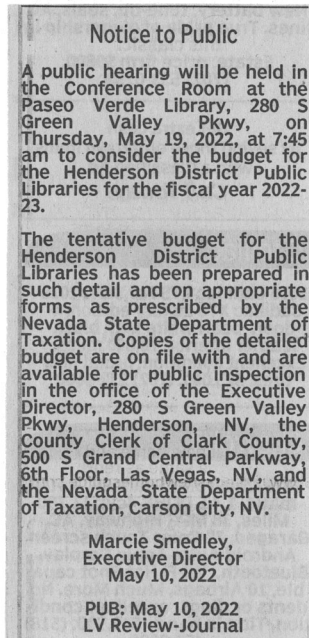 Notice to Public
A public hearing will be held in
the Conference Room at the
Paseo Verde Library, 280 S
Green Valley Pkwy, on
Thursday, May 19, 2022, at 7:45
am to consider the budget for
the Henderson District Public
Libraries for the fiscal year 2022-
23.
The tentative budget for the
Henderson District Public
Libraries has been prepared in
such detail and on appropriate
forms as prescribed by the
Nevada State Department of
Taxation. Copies of the detailed
budget are on file with and are
available for public inspection
in the office of the Executive
Director, 280 S Green Valley
Pkwy, Henderson, NV, the
County Clerk of Clark County,
500 S Grand Central Parkway,
6th Floor, Las Vegas, NV, and
the Nevada State Department
of Taxation, Carson City, NV.
Marcie Smedley,
Executive Director
May 10, 2022
PUB: May 10, 2022
LV Review-Journal